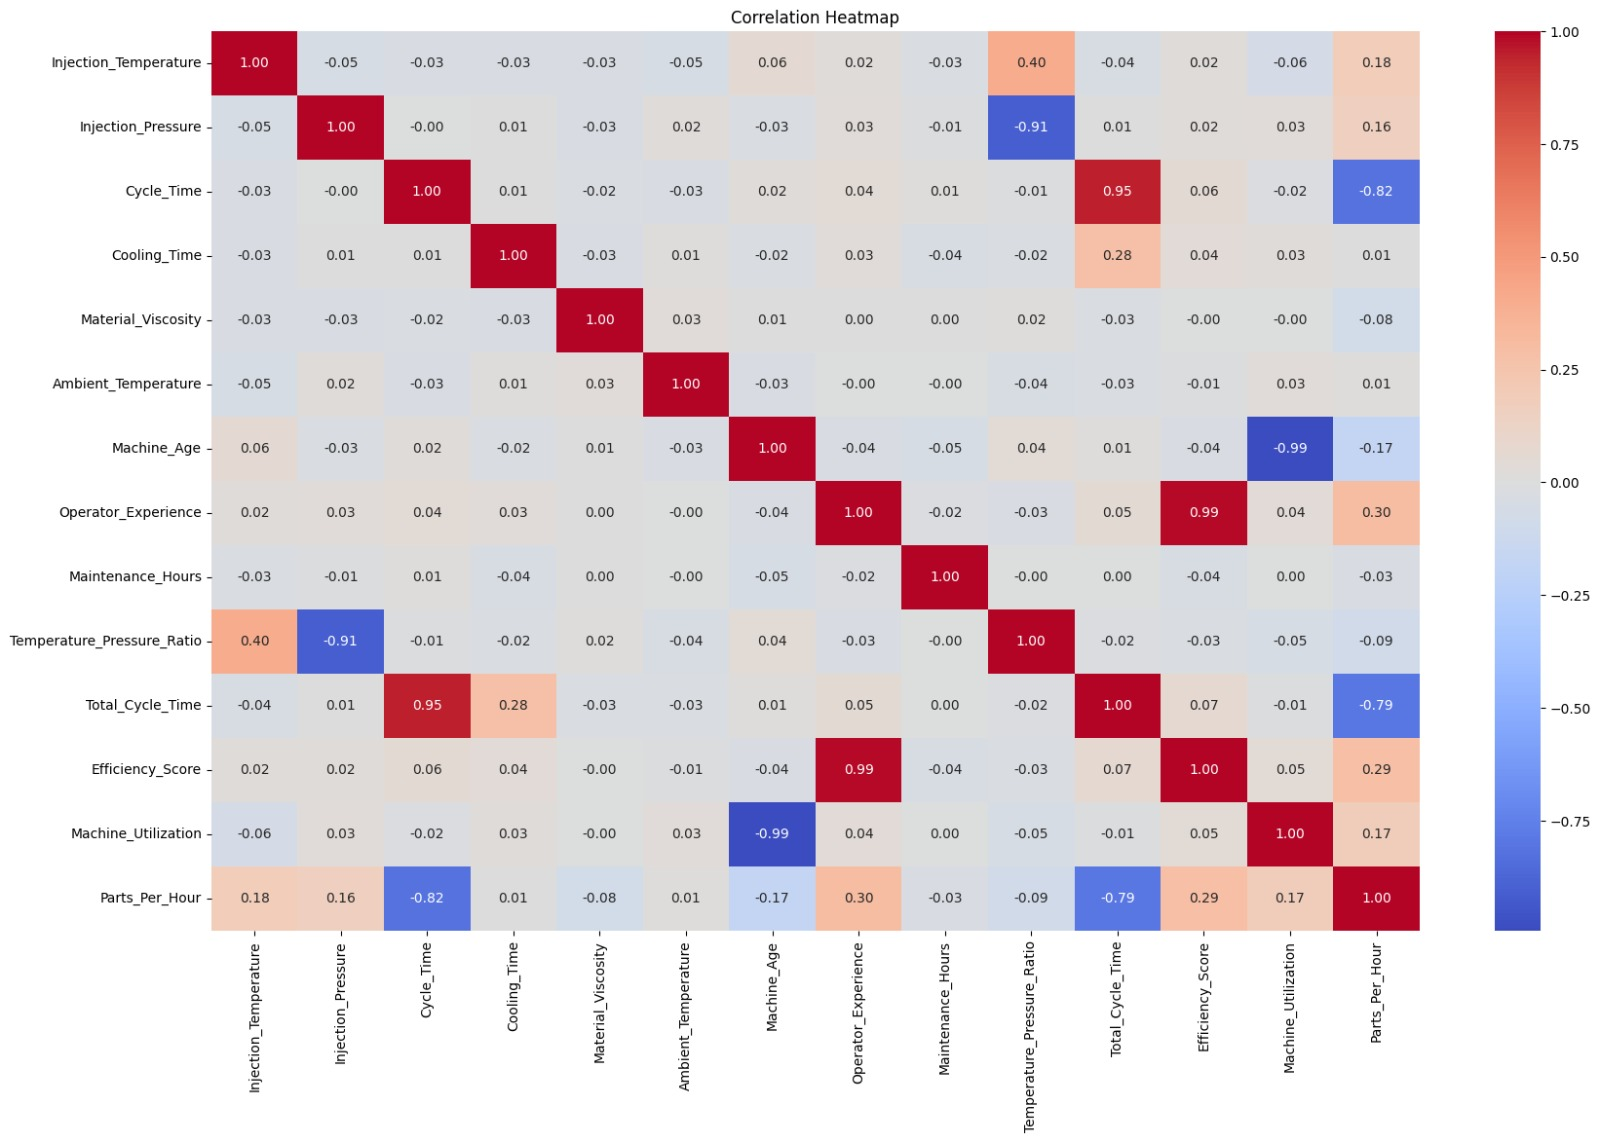 Correlation Heatmap
Injection_Temperature 1.00 -0.05 -0.03 -0.03 -0.03 -0.05 0.06 0.02 -0.03 0.40 -0.04 0.02 -0.06 0.18
Injection_Pressure -0.05 1.00 -0.00 0.01 -0.03 0.02 -0.03 0.03 -0.01 -0.91 0.01 0.02 0.03 0.16
Cycle_Time -0.03 -0.00 1.00 0.01 -0.02 -0.03 0.02 0.04 0.01 -0.01 0.95 0.06 -0.02 -0.82
Cooling_Time -0.03 0.01 0.01 1.00 -0.03 0.01 -0.02 0.03 -0.04 -0.02 0.28 0.04 0.03 0.01
Material_Viscosity -0.03 -0.03 -0.02 -0.03 1.00 0.03 0.01 0.00 0.00 0.02 -0.03 -0.00 -0.00 -0.08
Ambient_Temperature -0.05 0.02 -0.03 0.01 0.03 1.00 -0.03 -0.00 -0.00 -0.04 -0.03 -0.01 0.03 0.01
Machine_Age 0.06 -0.03 0.02 -0.02 0.01 -0.03 1.00 -0.04 -0.05 0.04 0.01 -0.04 -0.99 -0.17
Operator_Experience 0.02 0.03 0.04 0.03 0.00 -0.00 -0.04 1.00 -0.02 -0.03 0.05 0.99 0.04 0.30
Maintenance_Hours -0.03 -0.01 0.01 -0.04 0.00 -0.00 -0.05 -0.02 1.00 -0.00 0.00 -0.04 0.00 -0.03
Temperature_Pressure_Ratio 0.40 -0.91 -0.01 -0.02 0.02 -0.04 0.04 -0.03 -0.00 1.00 -0.02 -0.03 -0.05 -0.09
Total_Cycle_Time -0.04 0.01 0.95 0.28 -0.03 -0.03 0.01 0.05 0.00 -0.02 1.00 0.07 -0.01 -0.79
Efficiency_Score 0.02 0.02 0.06 0.04 -0.00 -0.01 -0.04 0.99 -0.04 -0.03 0.07 1.00 0.05 0.29
Machine_Utilization -0.06 0.03 -0.02 0.03 -0.00 0.03 -0.99 0.04 0.00 -0.05 -0.01 0.05 1.00 0.17
Parts_Per_Hour 0.18 0.16 -0.82 0.01 -0.08 0.01 -0.17 0.30 -0.03 -0.09 -0.79 0.29 0.17 1.00
Injection_Temperature
Injection_Pressure
Cycle_Time
Cooling_Time
Material_Viscosity
Ambient_Temperature
Machine_Age
Operator_Experience
Maintenance_Hours
Temperature_Pressure_Ratio
Total_Cycle_Time
Efficiency_Score
Machine_Utilization
Parts_Per_Hour
1.00
0.75
0.50
0.25
0.00
−0.25
−0.50
−0.75